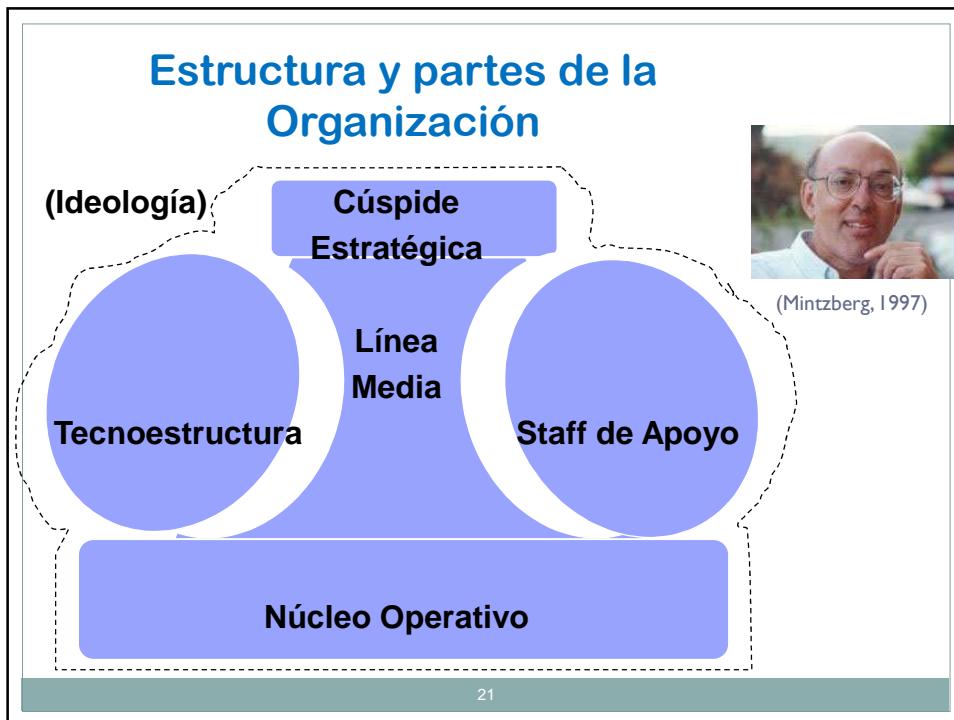 Estructura y partes de la
Organización
(Ideología)
Cúspide
Estratégica
(Mintzberg, 1997)
Línea
Media
Tecnoestructura
Staff de Apoyo
Núcleo Operativo
21